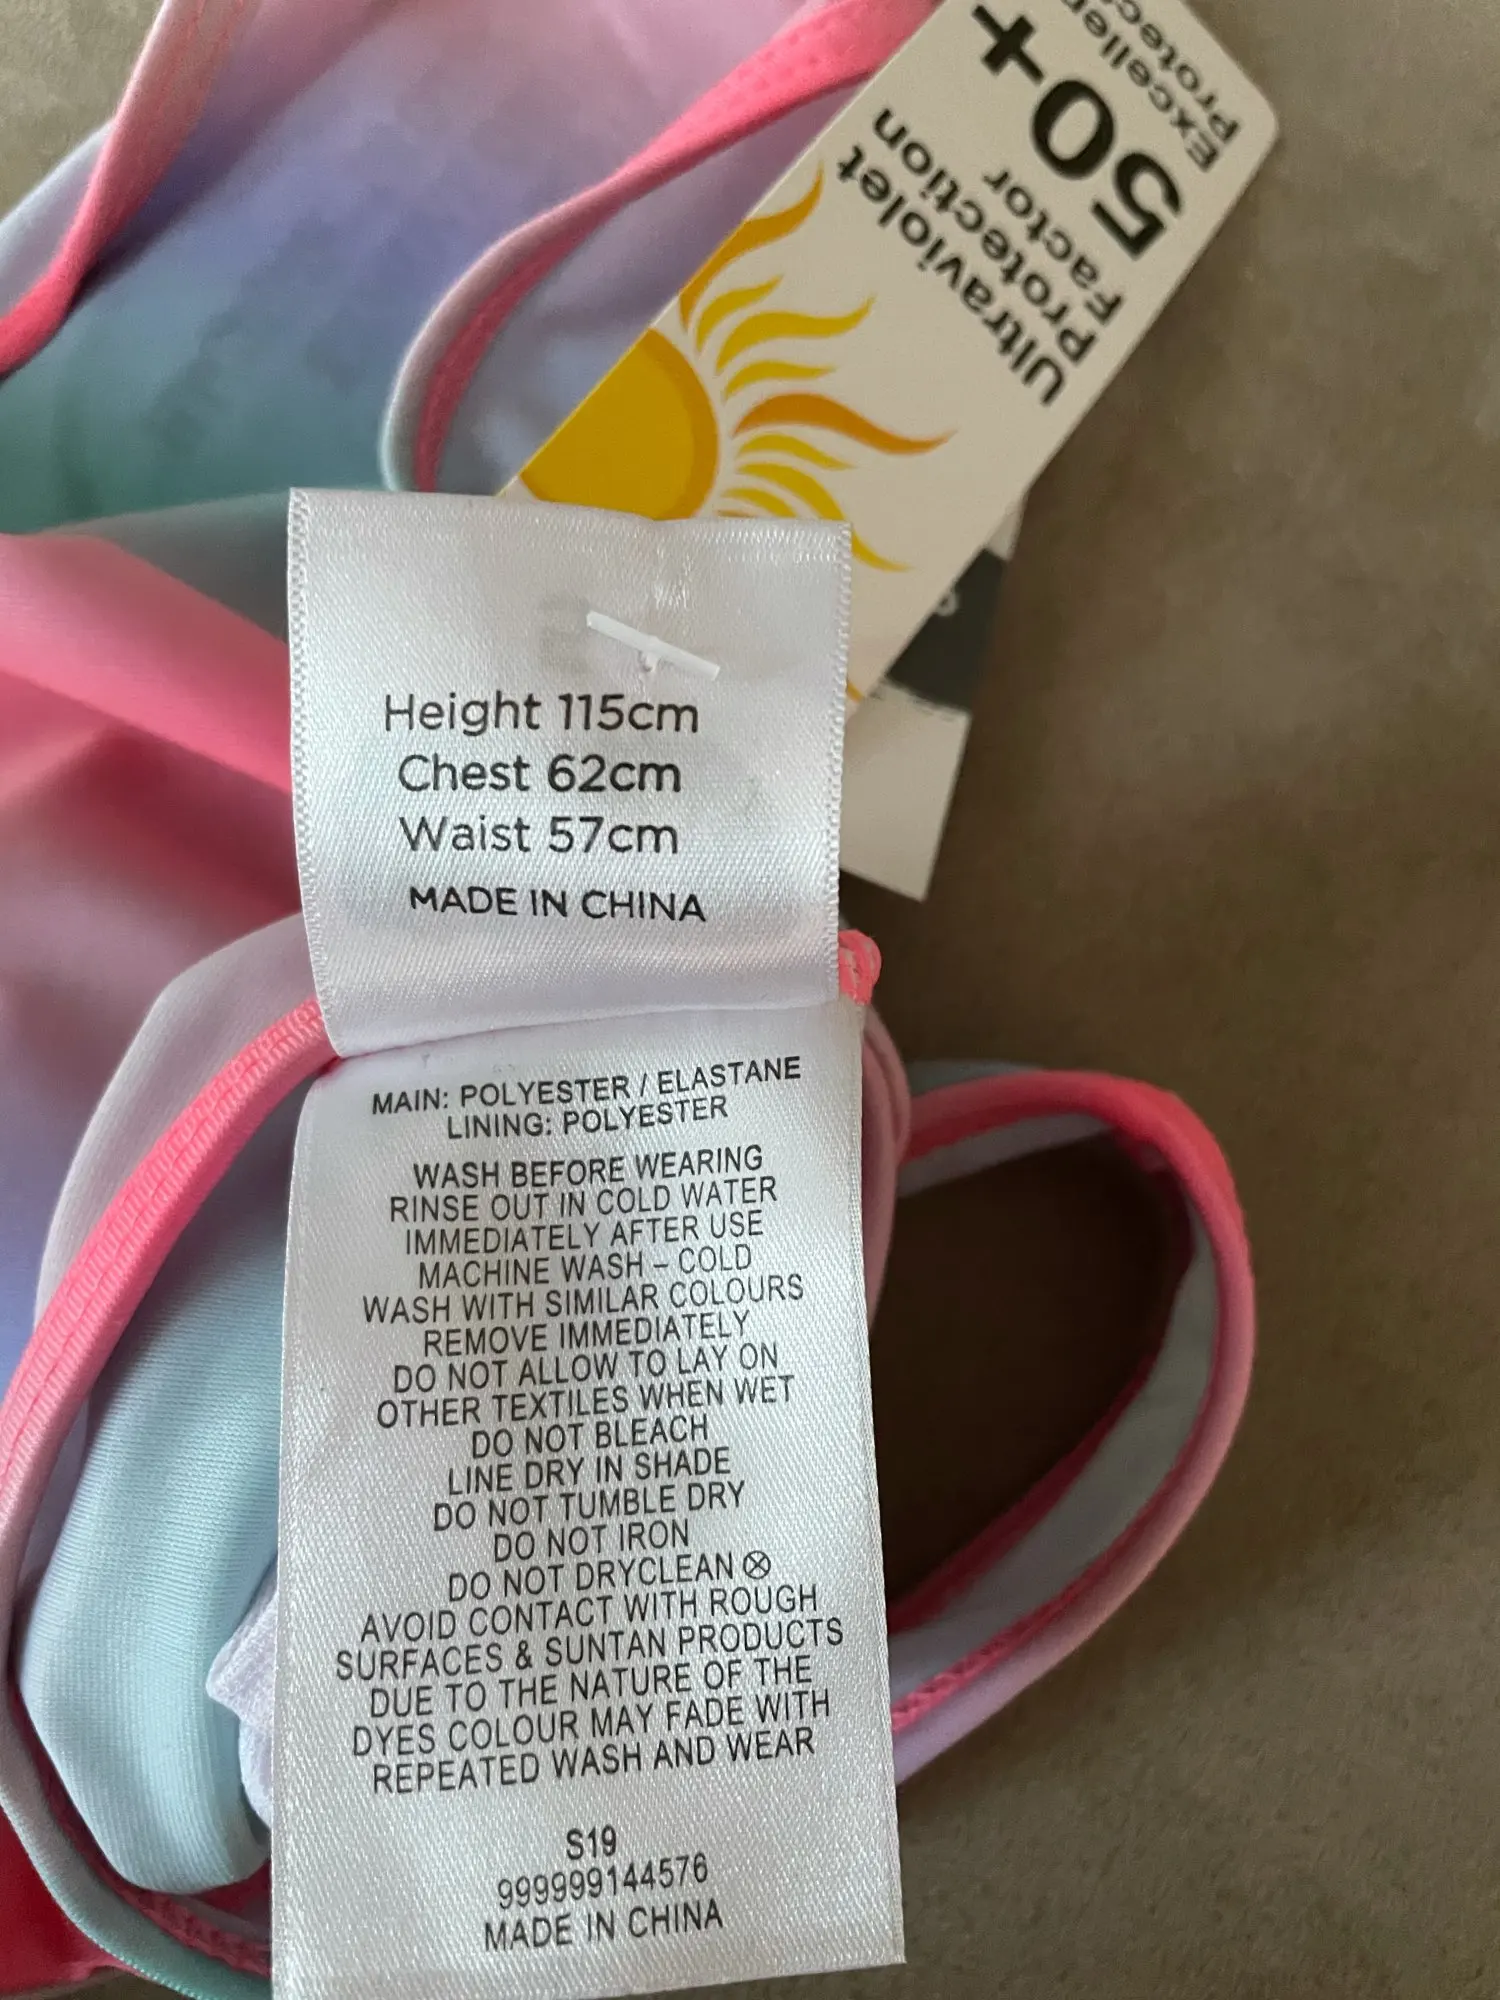 Ultraviolet
Protection
Factor
50+
Excellent
Protec
Height 115cm
Chest 62cm
Waist 57cm
MADE IN CHINA
MAIN: POLYESTER / ELASTANE
LINING: POLYESTER
WASH BEFORE WEARING
RINSE OUT IN COLD WATER
IMMEDIATELY AFTER USE
MACHINE WASH – COLD
WASH WITH SIMILAR COLOURS
REMOVE IMMEDIATELY
DO NOT ALLOW TO LAY ON
OTHER TEXTILES WHEN WET
DO NOT BLEACH
LINE DRY IN SHADE
DO NOT TUMBLE DRY
DO NOT IRON
DO NOT DRYCLEAN
AVOID CONTACT WITH ROUGH
SURFACES & SUNTAN PRODUCTS
DUE TO THE NATURE OF THE
DYES COLOUR MAY FADE WITH
REPEATED WASH AND WEAR
S19
999999144576
MADE IN CHINA